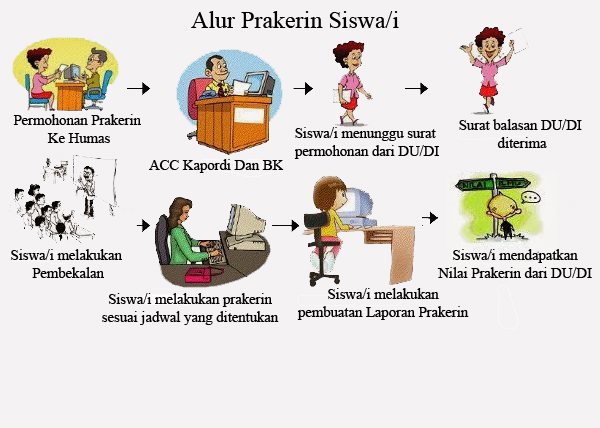 Alur Prakerin Siswa/i
Permohonan Prakerin
Ke Humas
ACC Kapordi Dan BK
Siswa/i menunggu surat
permohonan dari DU/DI
Surat balasan DU/DI
diterima
Siswa/i melakukan
Pembekalan
Siswa/i melakukan prakerin
sesuai jadwal yang ditentukan
Siswa/i melakukan
pembuatan Laporan Prakerin
NILAI
Siswa/i mendapatkan
Nilai Prakerin dari DU/DI